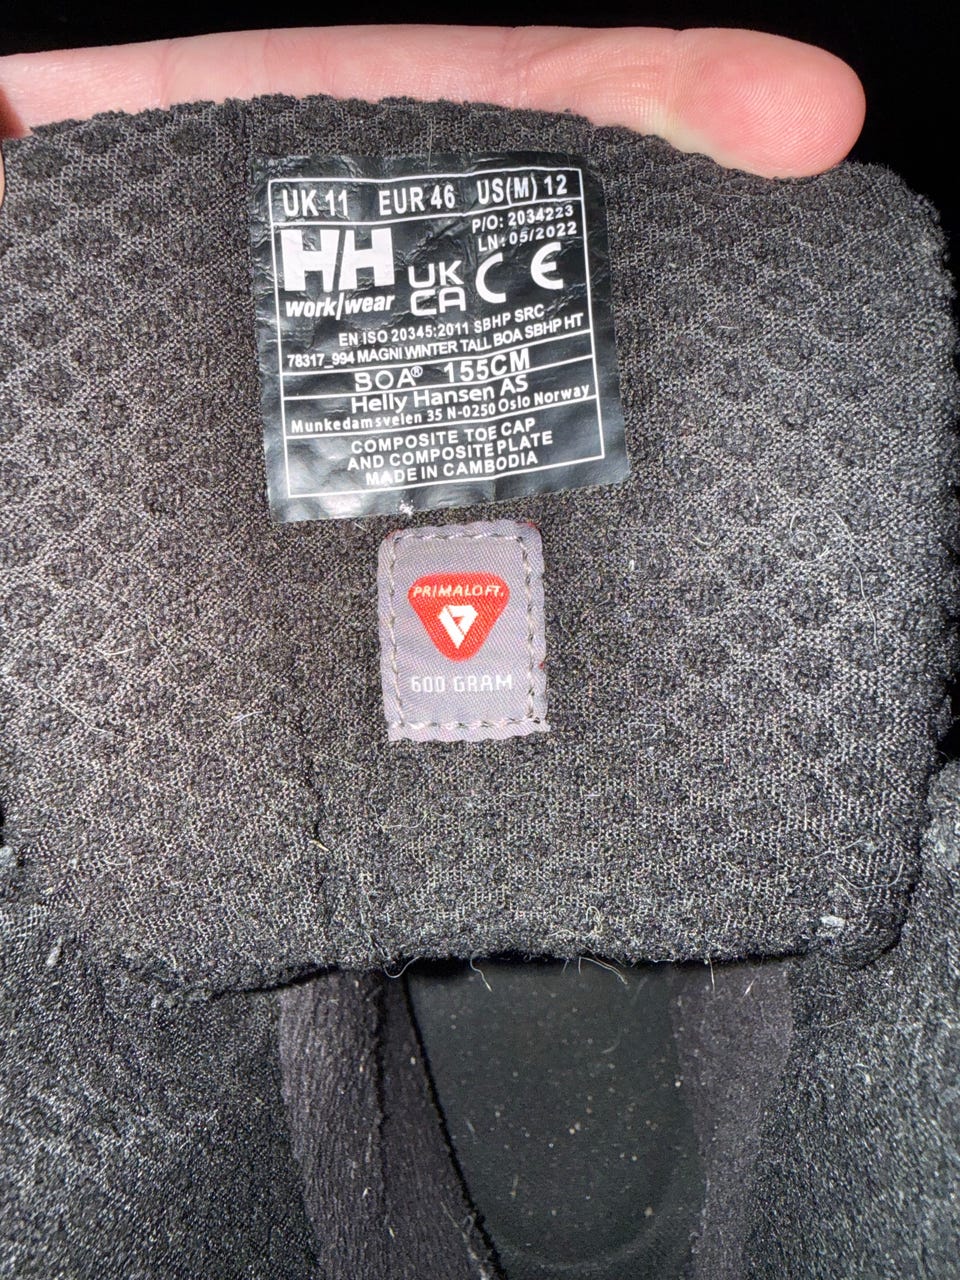 UK 11 EUR 46 US(M) 12
P/O: 2034223
LN: 05/2022
HH
work/wear
UK
CA
CE
EN ISO 20345:2011 SBHP SRC
78317_994 MAGNI WINTER TALL BOA SBHP HT
BOA® 155CM
Helly Hansen AS
Munkedamsveien 35 N-0250 Oslo Norway
COMPOSITE TOE CAP
AND COMPOSITE PLATE
MADE IN CAMBODIA
PRIMALOFT.
600 GRAM